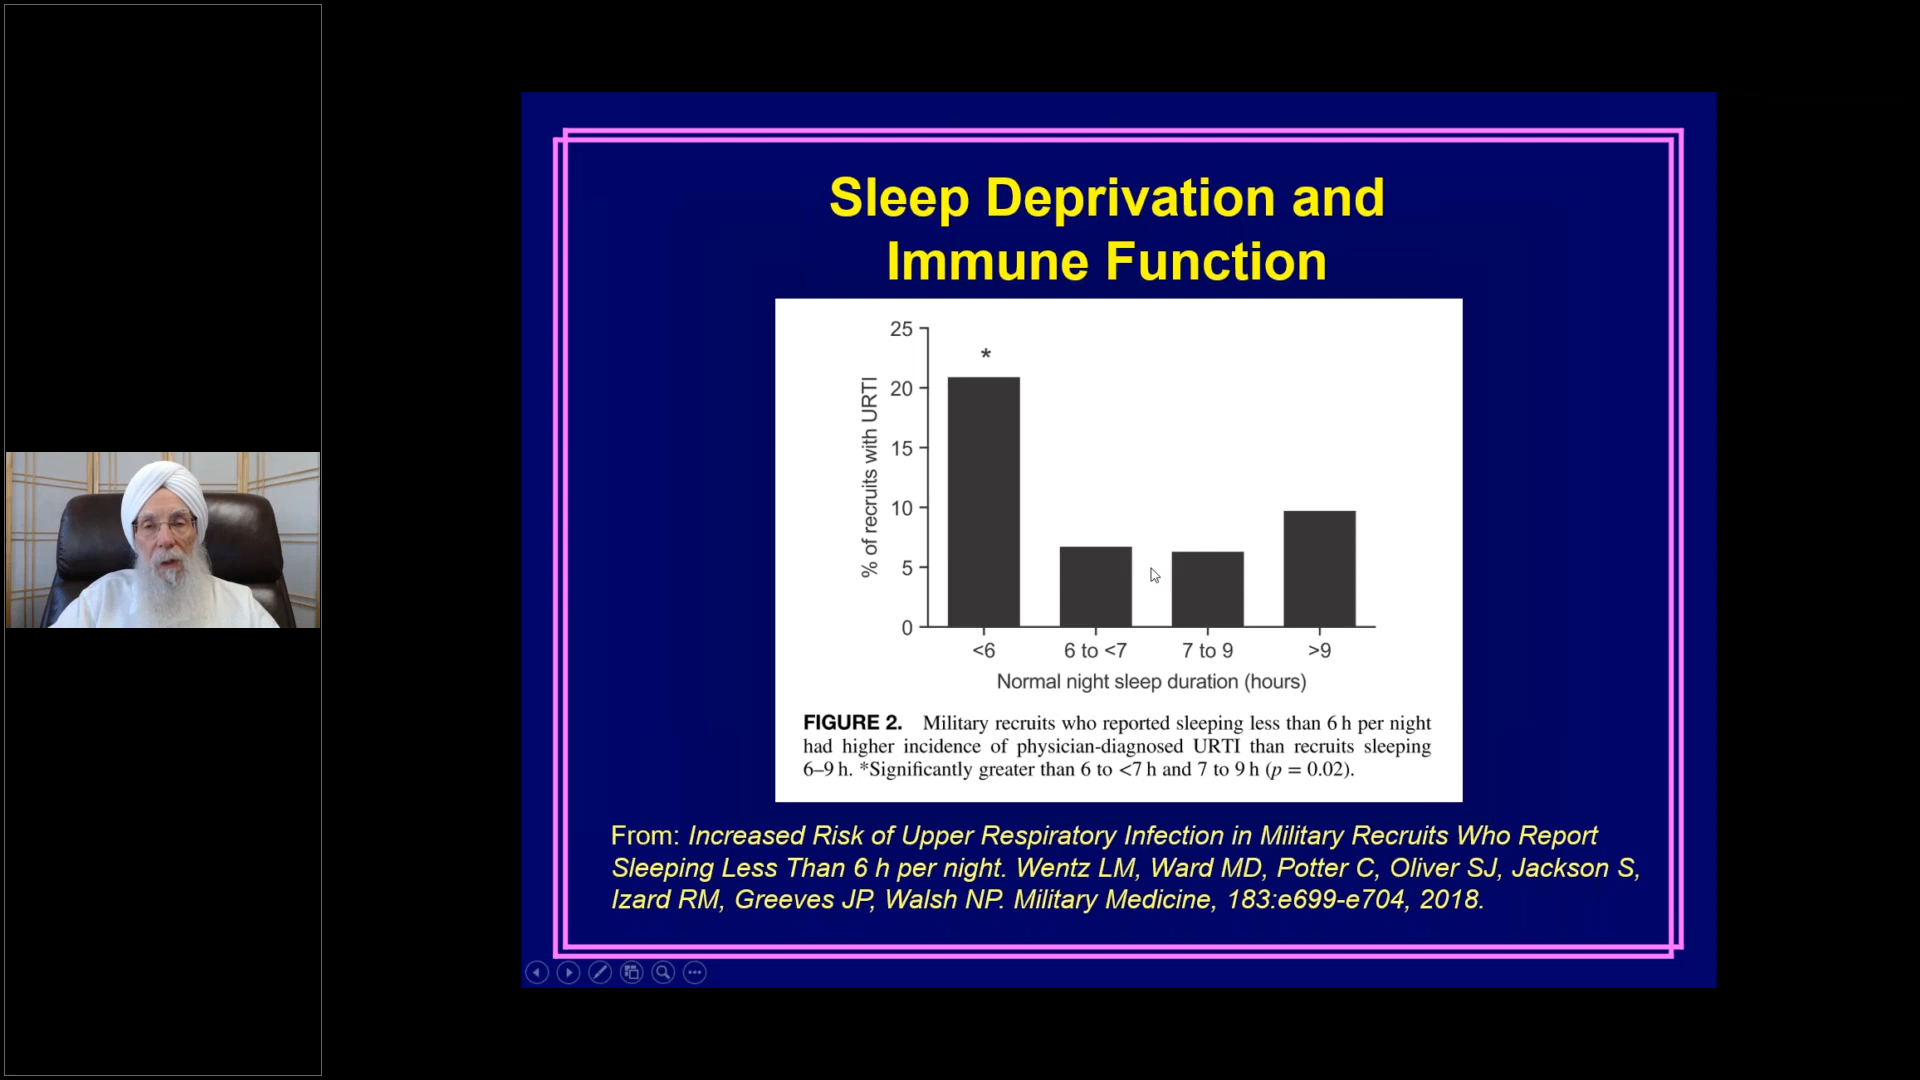 Sleep Deprivation and
Immune Function
25
*
20
15
10
5
0
% of recruits with URTI
<6
6 to <7
7 to 9
>9
Normal night sleep duration (hours)
FIGURE 2. Military recruits who reported sleeping less than 6 h per night
had higher incidence of physician-diagnosed URTI than recruits sleeping
6–9 h. *Significantly greater than 6 to <7 h and 7 to 9 h (p = 0.02).
From: Increased Risk of Upper Respiratory Infection in Military Recruits Who Report
Sleeping Less Than 6 h per night. Wentz LM, Ward MD, Potter C, Oliver SJ, Jackson S,
Izard RM, Greeves JP, Walsh NP. Military Medicine, 183:e699-e704, 2018.